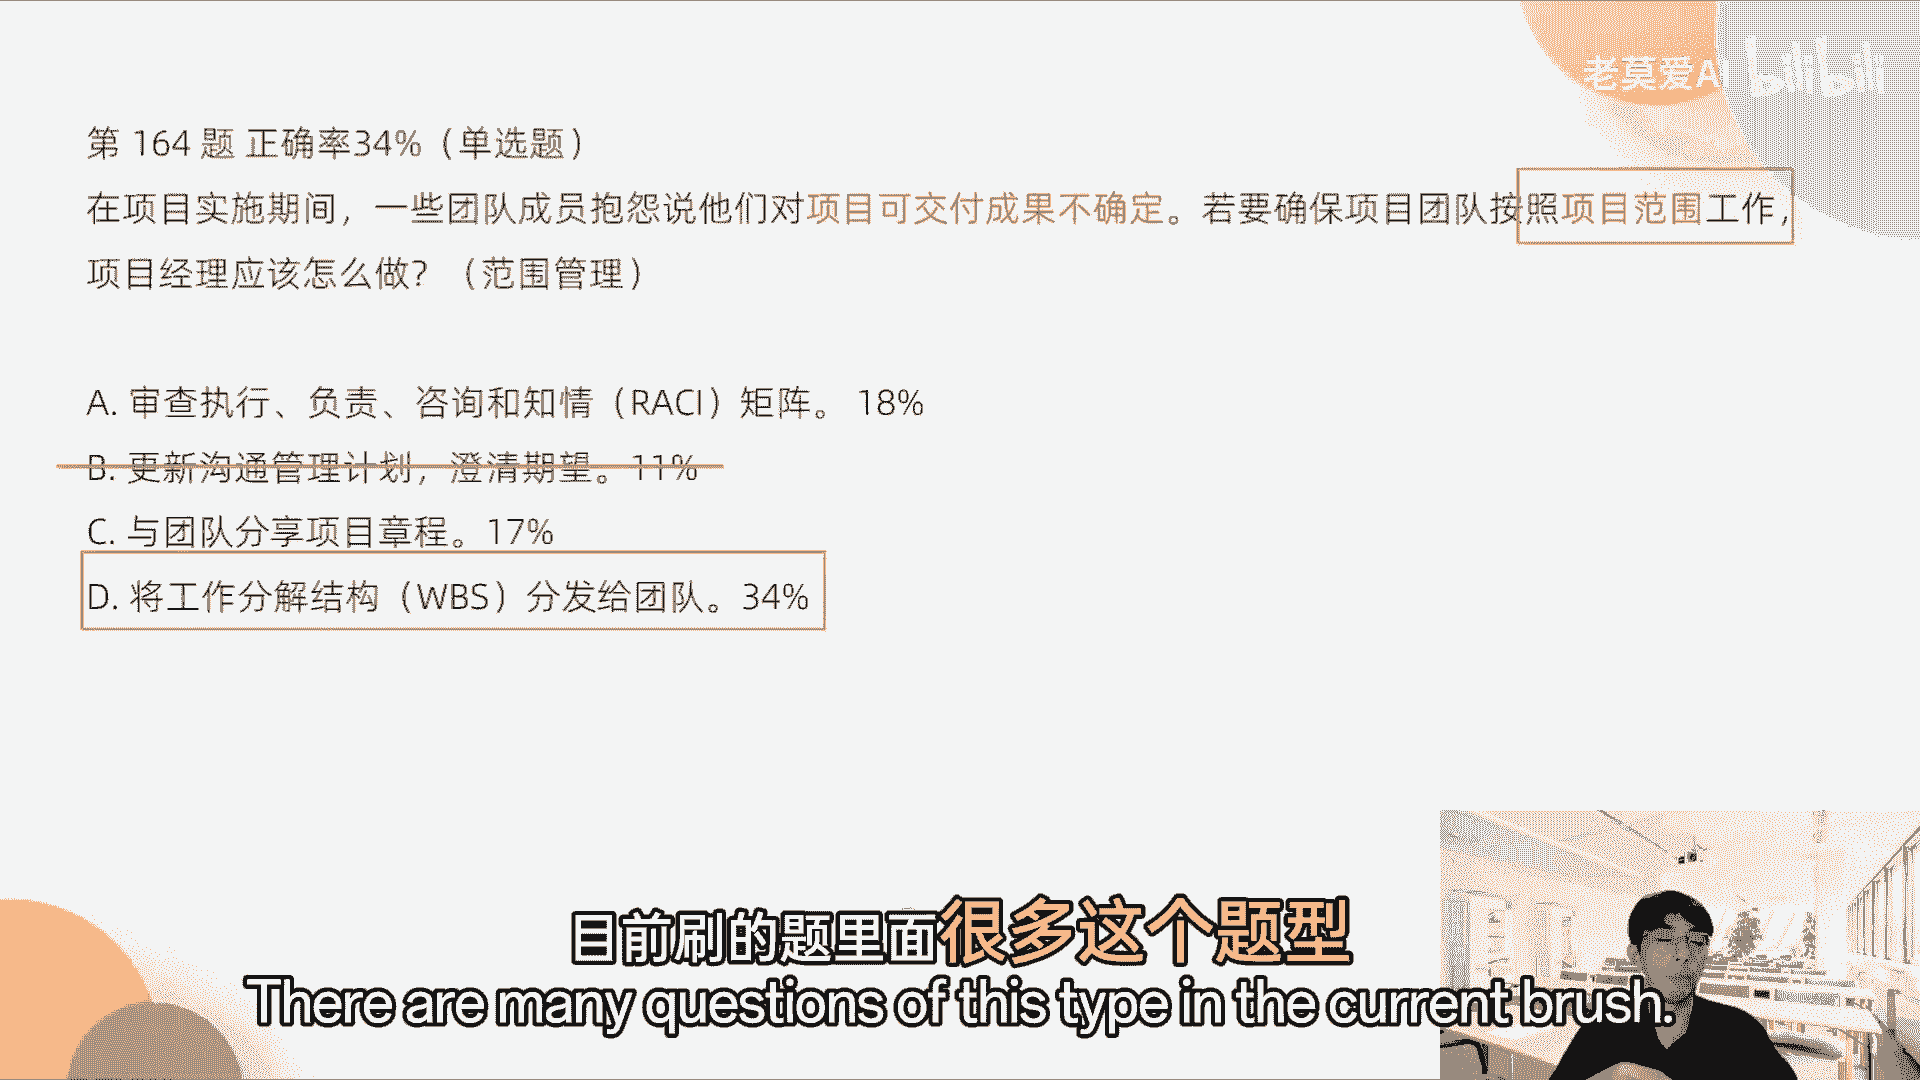 老莫爱AI bilibili
第 164 题 正确率34%（单选题）
在项目实施期间，一些团队成员抱怨说他们对项目可交付成果不确定。若要确保项目团队按照项目范围工作，
项目经理应该怎么做？（范围管理）
A. 审查执行、负责、咨询和知情（RACI）矩阵。 18%
B. 更新沟通管理计划，澄清期望。11%
C. 与团队分享项目章程。17%
D. 将工作分解结构（WBS）分发给团队。34%
目前刷的题里面很多这个题型
There are many questions of this type in the current brush.